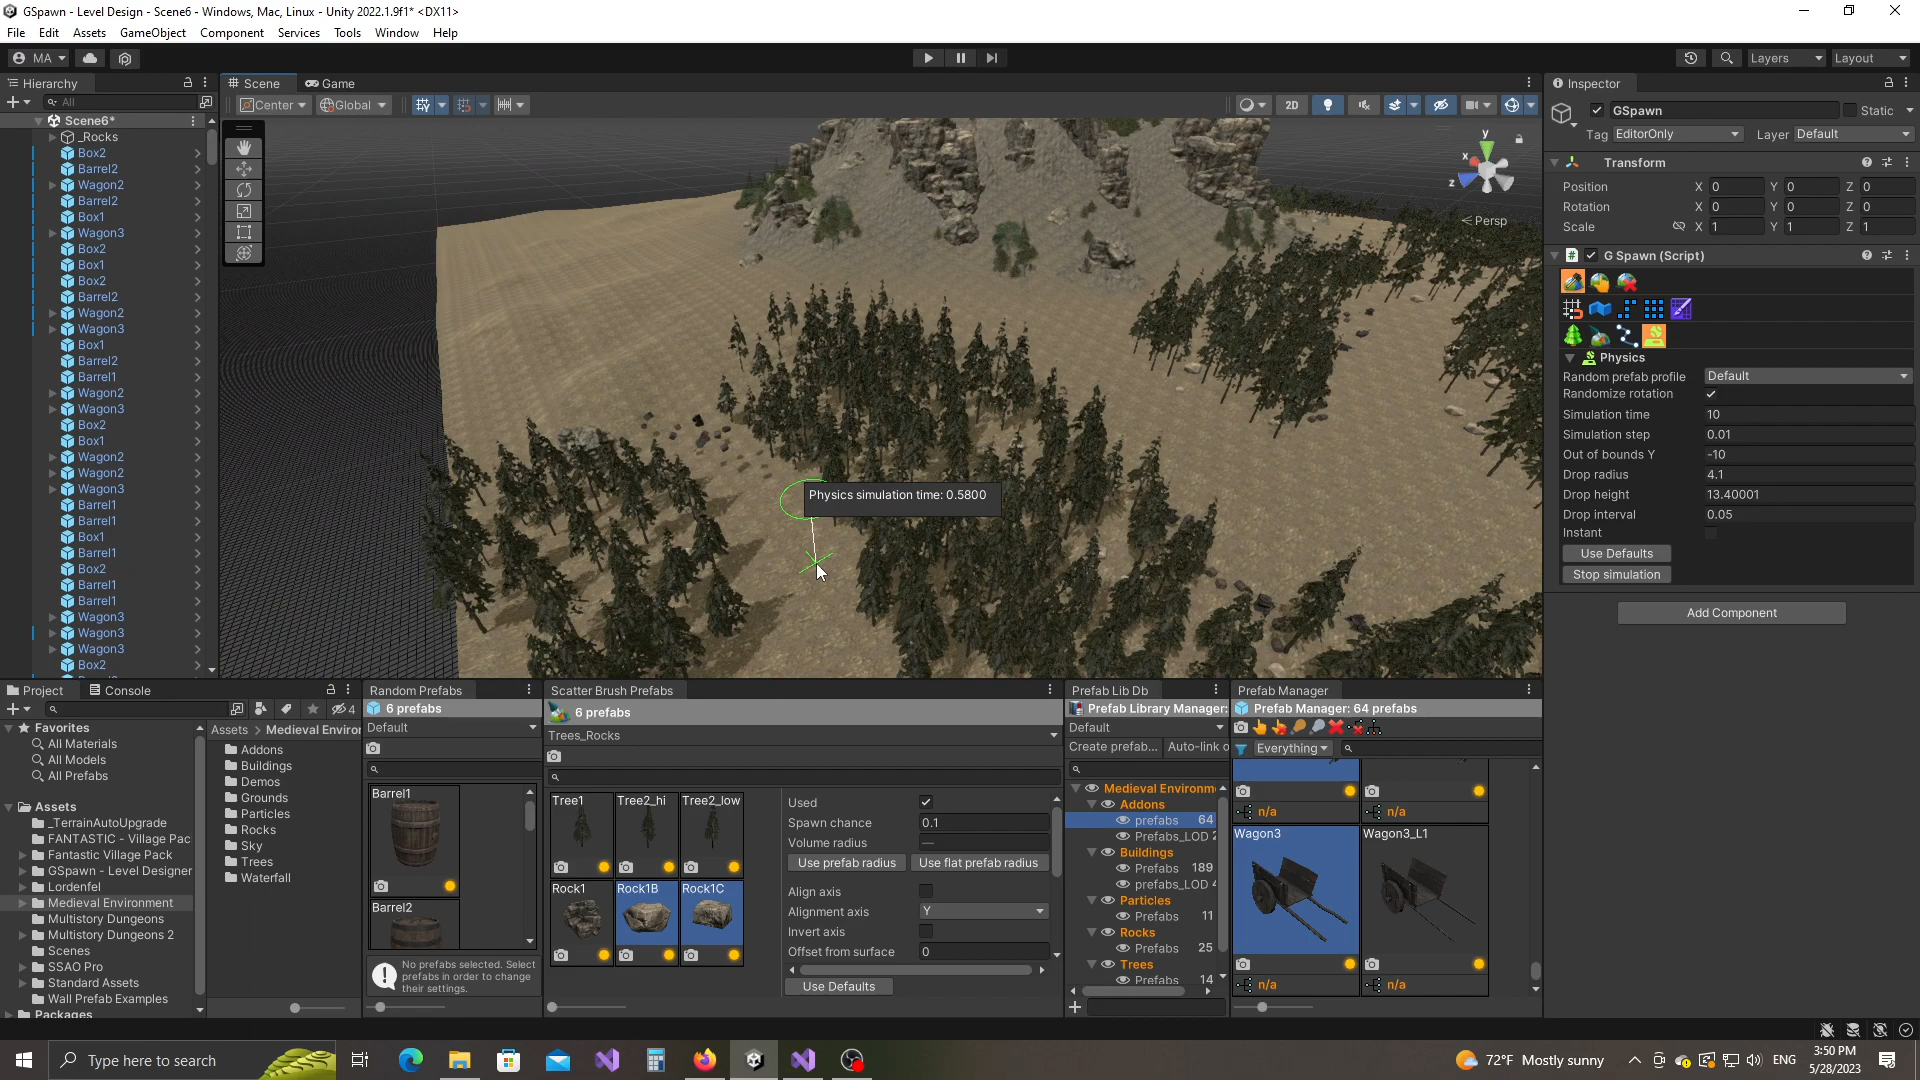 GSpawn - Level Design - Scene6 - Windows, Mac, Linux - Unity 2022.1.9f1* <DX11>
File Edit Assets GameObject Component Services Tools Window Help
MA Layers Layout
Hierarchy Scene Game Inspector
All Center Global 2D
GSpawn Static
Tag EditorOnly Layer Default
Scene6*
_Rocks
Box2
Barrel2
Wagon2
Barrel2
Box1
Wagon3
Box2
Box1
Box2
Barrel2
Wagon2
Wagon3
Box1
Barrel2
Barrel1
Wagon2
Wagon3
Box2
Box1
Wagon2
Wagon2
Wagon3
Barrel1
Barrel1
Box1
Barrel1
Box2
Barrel1
Barrel1
Wagon3
Wagon3
Wagon3
Box2
y
x
z
Persp
Physics simulation time: 0.5800
Transform
Position X 0 Y 0 Z 0
Rotation X 0 Y 0 Z 0
Scale X 1 Y 1 Z 1
G Spawn (Script)
Physics
Random prefab profile Default
Randomize rotation
Simulation time 10
Simulation step 0.01
Out of bounds Y -10
Drop radius 4.1
Drop height 13.40001
Drop interval 0.05
Instant
Use Defaults
Stop simulation
Add Component
Project Console
4
Favorites
All Materials
All Models
All Prefabs
Assets
_TerrainAutoUpgrade
FANTASTIC - Village Pac
Fantastic Village Pack
GSpawn - Level Designer
Lordenfel
Medieval Environment
Multistory Dungeons
Multistory Dungeons 2
Scenes
SSAO Pro
Standard Assets
Wall Prefab Examples
Packages
Assets > Medieval Enviror
Addons
Buildings
Demos
Grounds
Particles
Rocks
Sky
Trees
Waterfall
Random Prefabs
6 prefabs
Default
Barrel1
Barrel2
No prefabs selected. Select
prefabs in order to change
their settings.
Scatter Brush Prefabs
6 prefabs
Trees_Rocks
Tree1 Tree2_hi Tree2_low
Rock1 Rock1B Rock1C
Used
Spawn chance 0.1
Volume radius —
Use prefab radius Use flat prefab radius
Align axis
Alignment axis Y
Invert axis
Offset from surface 0
Use Defaults
Prefab Lib Db
Prefab Library Manager:
Default
Create prefab... Auto-link o
Medieval Environm
Addons
prefabs 64
Prefabs_LOD 2
Buildings
Prefabs 189
prefabs_LOD 4
Particles
Prefabs 11
Rocks
Prefabs 25
Trees
Prefabs 14
Prefab Manager
Prefab Manager: 64 prefabs
Everything
n/a n/a
Wagon3 Wagon3_L1
n/a n/a
Type here to search
72°F Mostly sunny
ENG
3:50 PM
5/28/2023